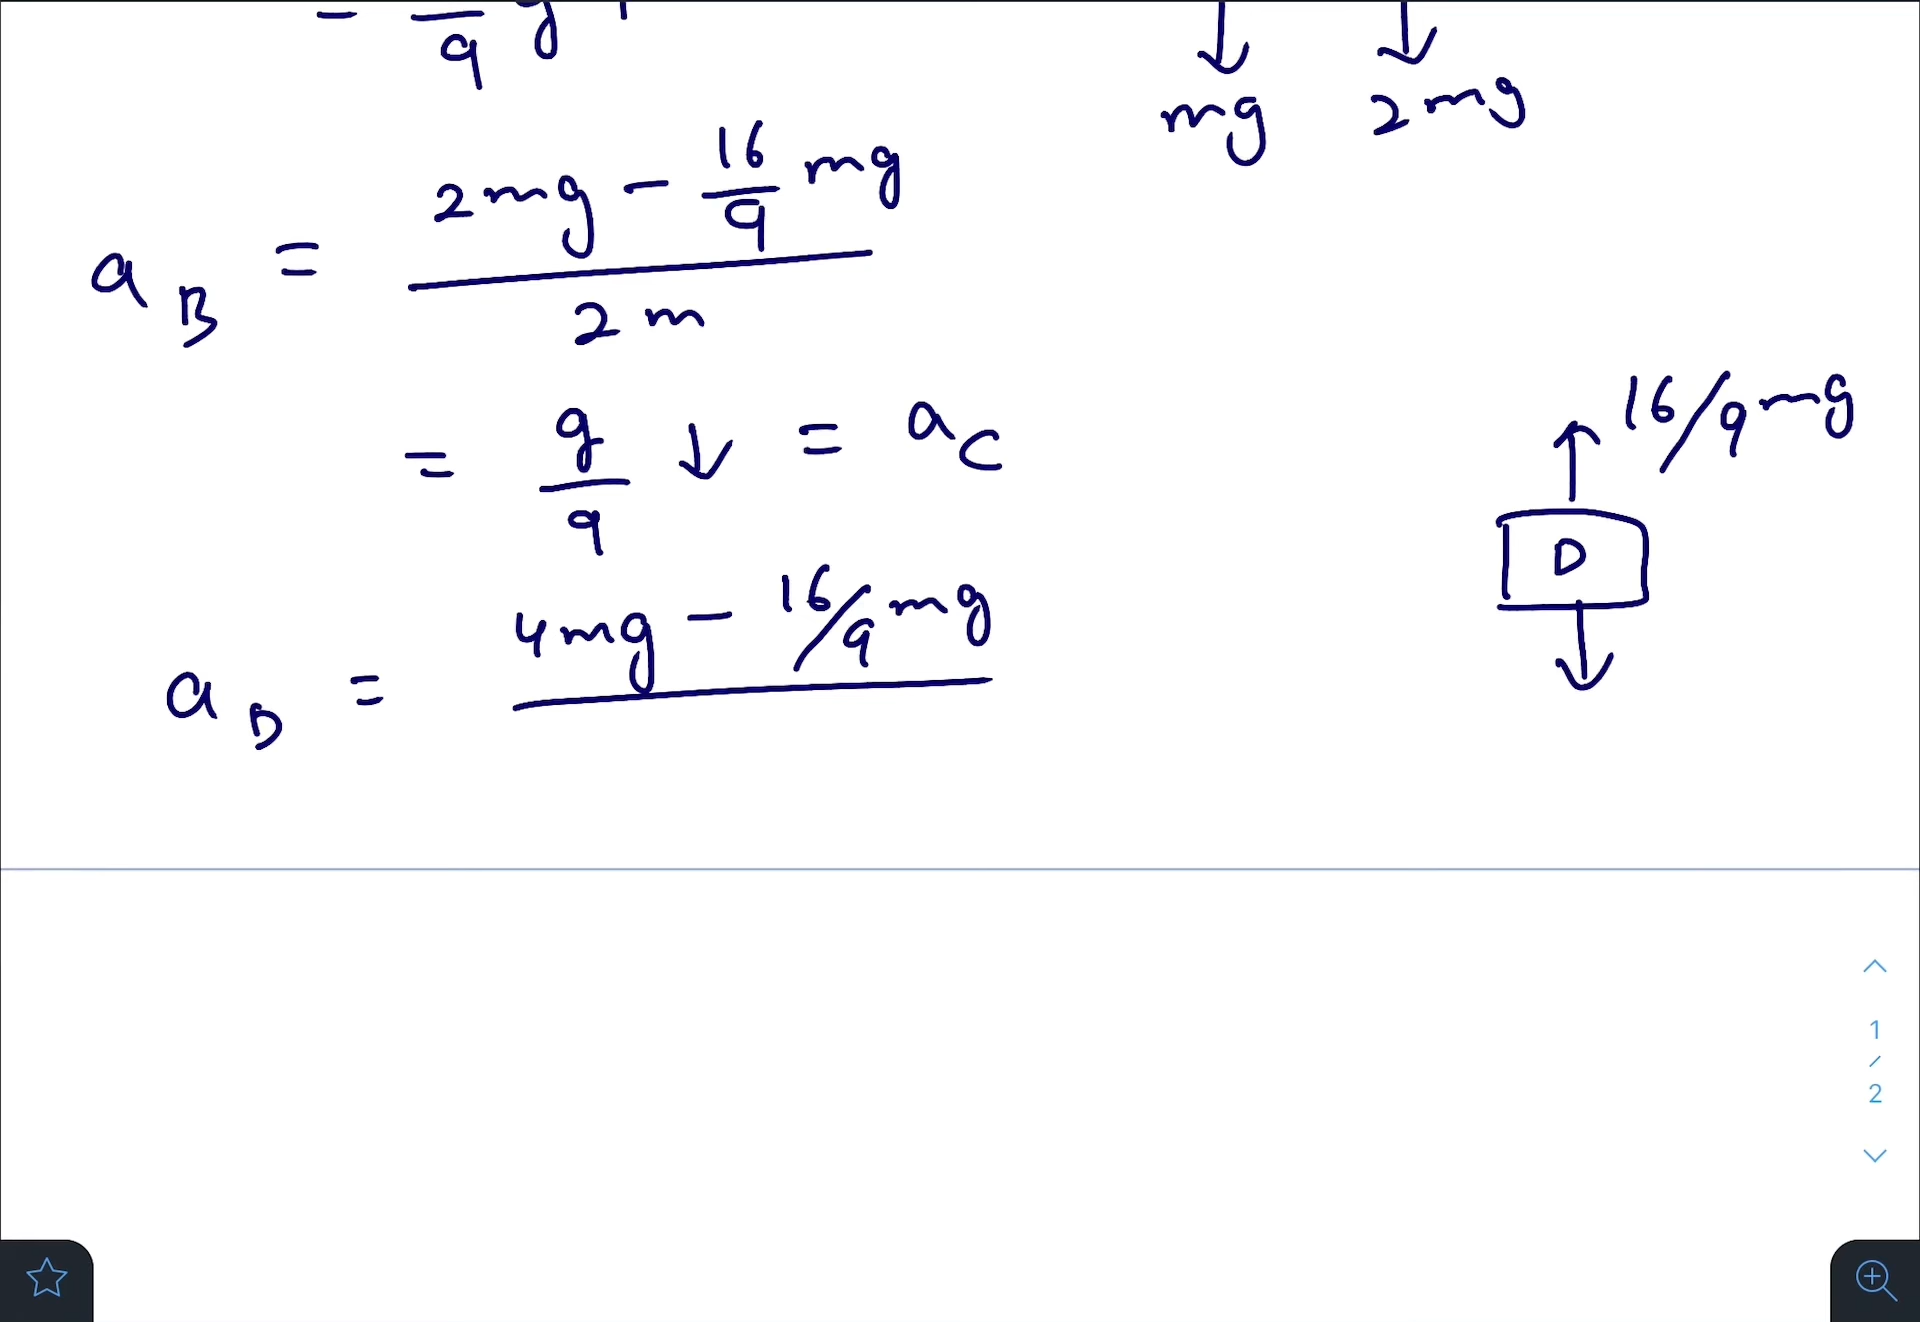 - /9 g
mg 2mg
a_B = (2mg - 16/9 mg) / 2m
= g/9 ↓ = a_C
16/9 mg
D
a_D = (4mg - 16/9 mg) /
1
/
2